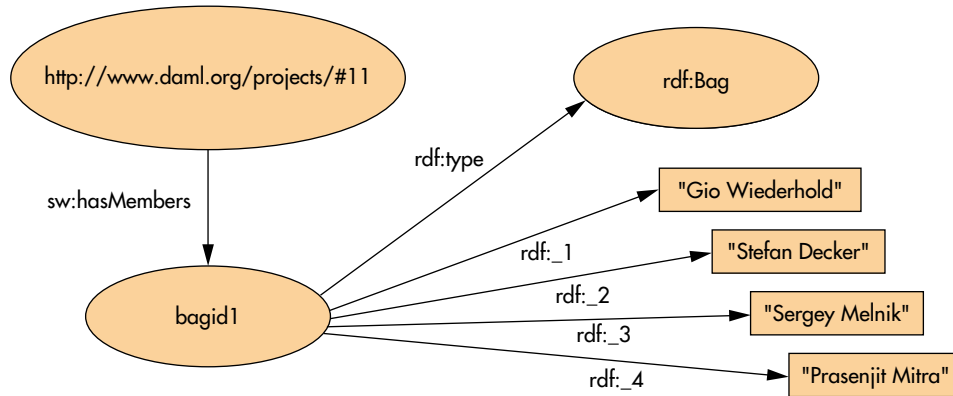 http://www.daml.org/projects/#11
rdf:Bag
rdf:type
"Gio Wiederhold"
sw:hasMembers
rdf:_1
"Stefan Decker"
rdf:_2
bagid1
"Sergey Melnik"
rdf:_3
"Prasenjit Mitra"
rdf:_4